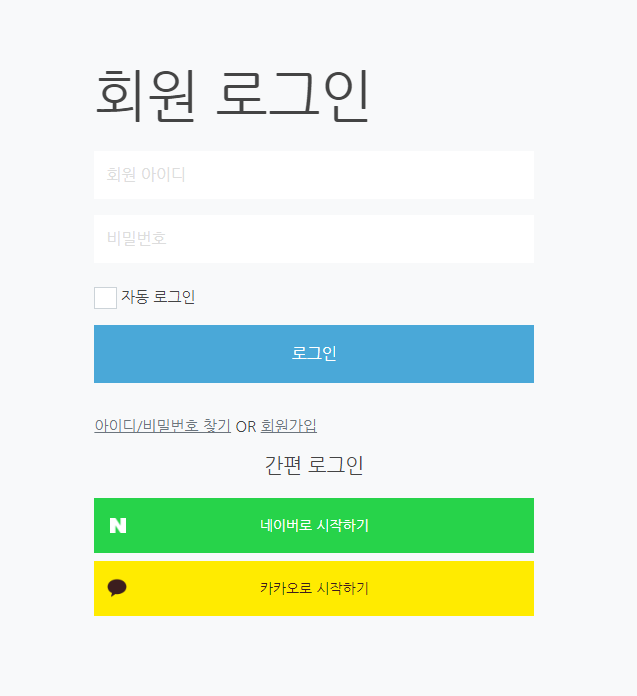 회원 로그인
회원 아이디
비밀번호
자동 로그인
로그인
아이디/비밀번호 찾기 OR 회원가입
간편 로그인
N 네이버로 시작하기
카카오로 시작하기